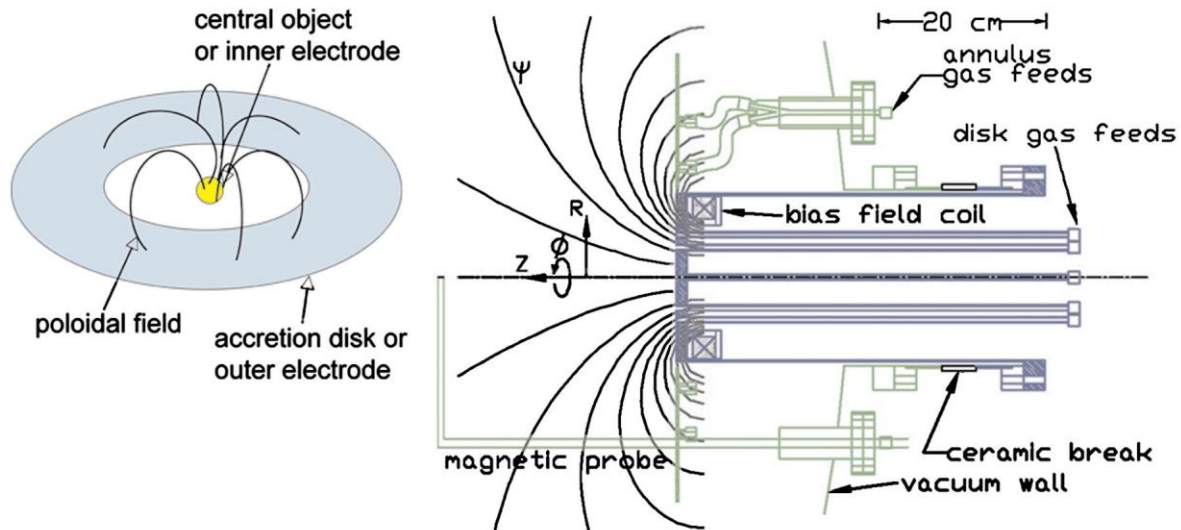 central object
or inner electrode
poloidal field
accretion disk or
outer electrode
20 cm
annulus
gas feeds
disk gas feeds
ψ
R
bias field coil
ϕ
Z
magnetic probe
ceramic break
vacuum wall